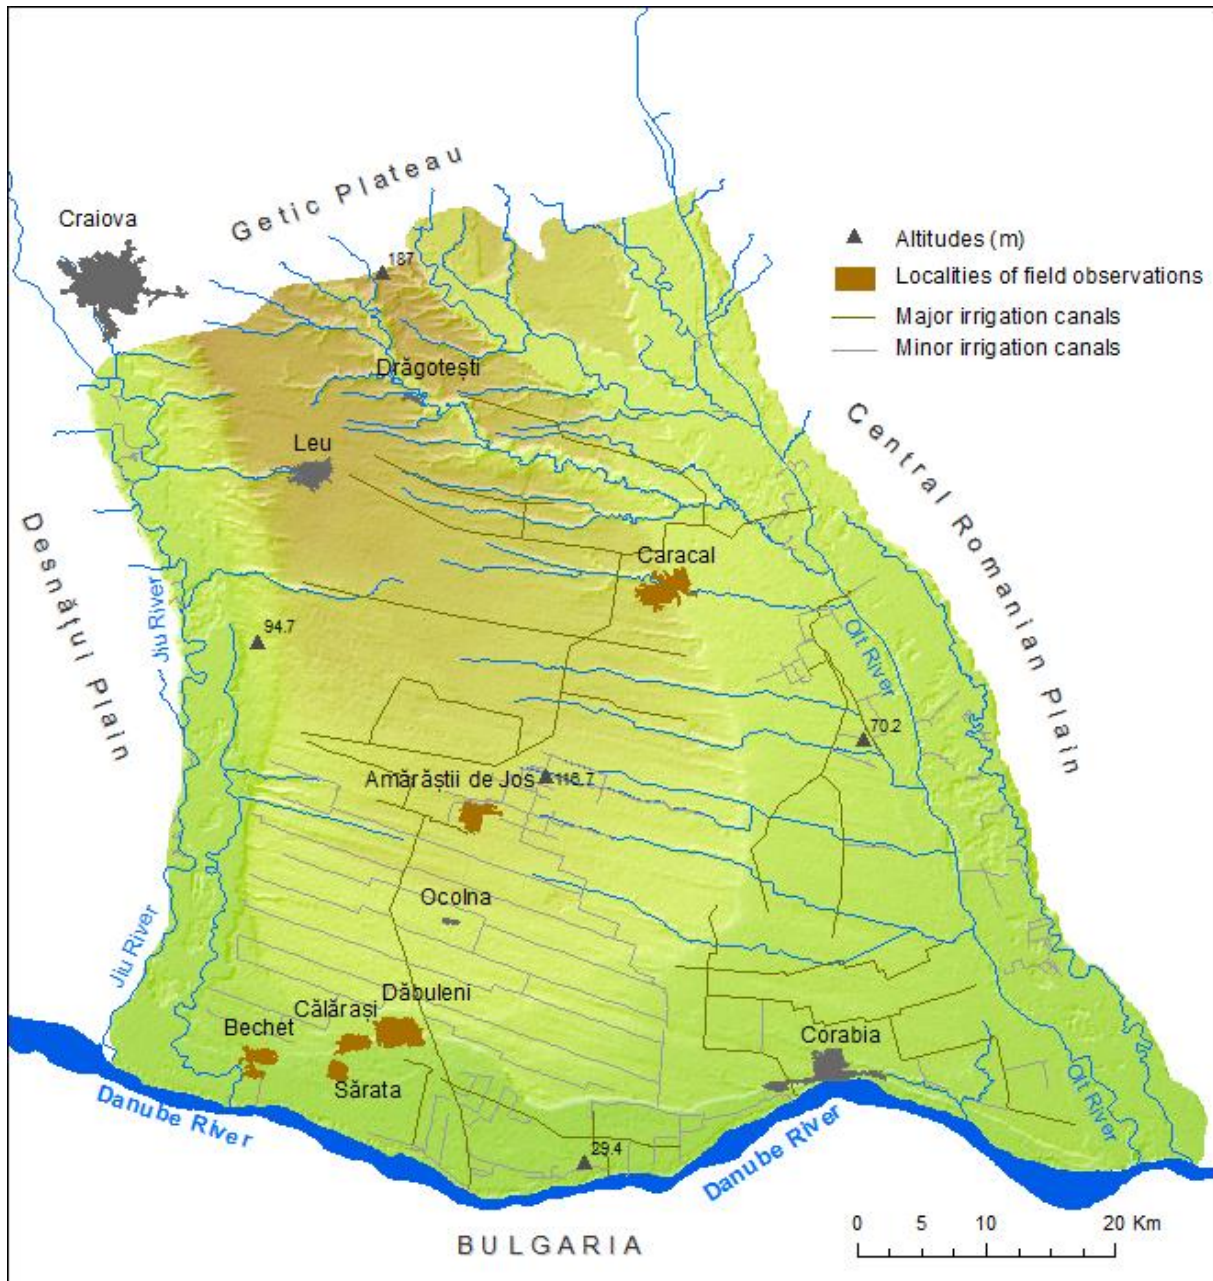 Getic Plateau
Craiova
187
Altitudes (m)
Localities of field observations
Major irrigation canals
Minor irrigation canals
Drăgotești
Leu
Central Romanian Plain
Desnățul Plain
Caracal
Jiu River
94.7
Olt River
70.2
Amărăștii de Jos
116.7
Ocolna
Jiu River
Dăbuleni
Călărași
Bechet
Corabia
Sărata
Olt River
Danube River
Danube River
29.4
0 5 10 20 Km
BULGARIA